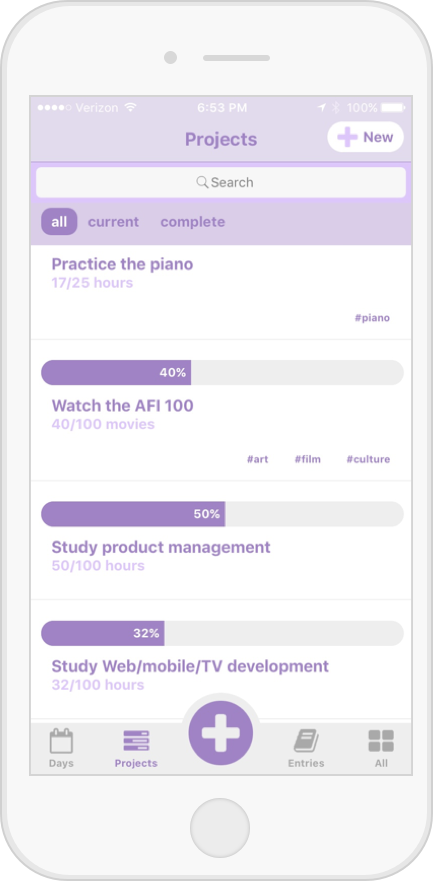 Verizon 6:53 PM 100%
Projects
New
Search
all current complete
Practice the piano
17/25 hours
#piano
40%
Watch the AFI 100
40/100 movies
#art #film #culture
50%
Study product management
50/100 hours
32%
Study Web/mobile/TV development
32/100 hours
Days Projects Entries All